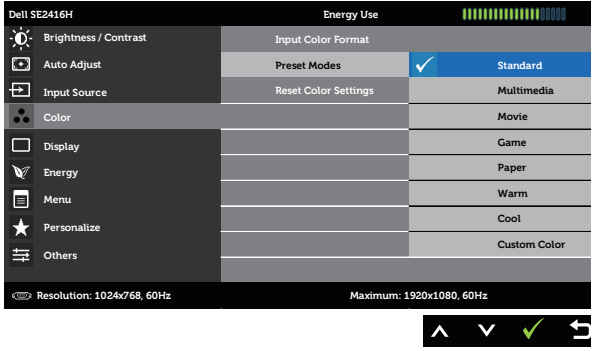 Dell SE2416H Energy Use
Brightness / Contrast Input Color Format
Auto Adjust Preset Modes Standard
Input Source Reset Color Settings Multimedia
Color Movie
Display Game
Energy Paper
Menu Warm
Personalize Cool
Others Custom Color
Resolution: 1024x768, 60Hz Maximum: 1920x1080, 60Hz